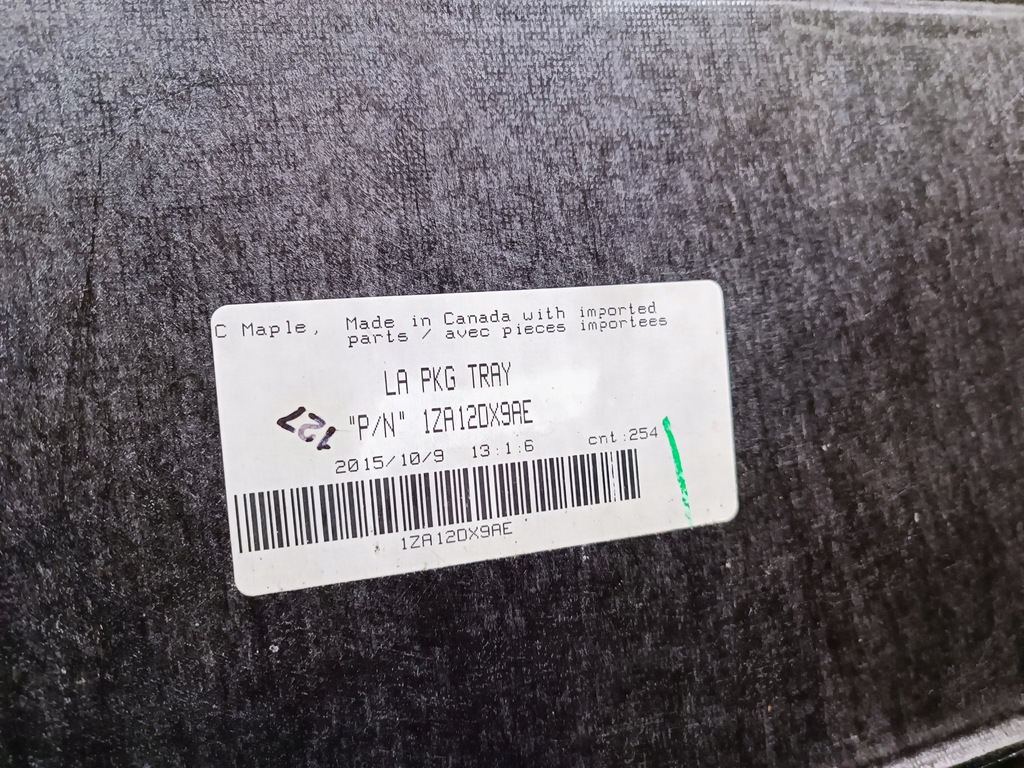 C Maple, Made in Canada with imported
parts / avec pieces importees
LA PKG TRAY
127
"P/N" 1ZA12DX9AE
2015/10/9 13:1:6 cnt:254
1ZA12DX9AE